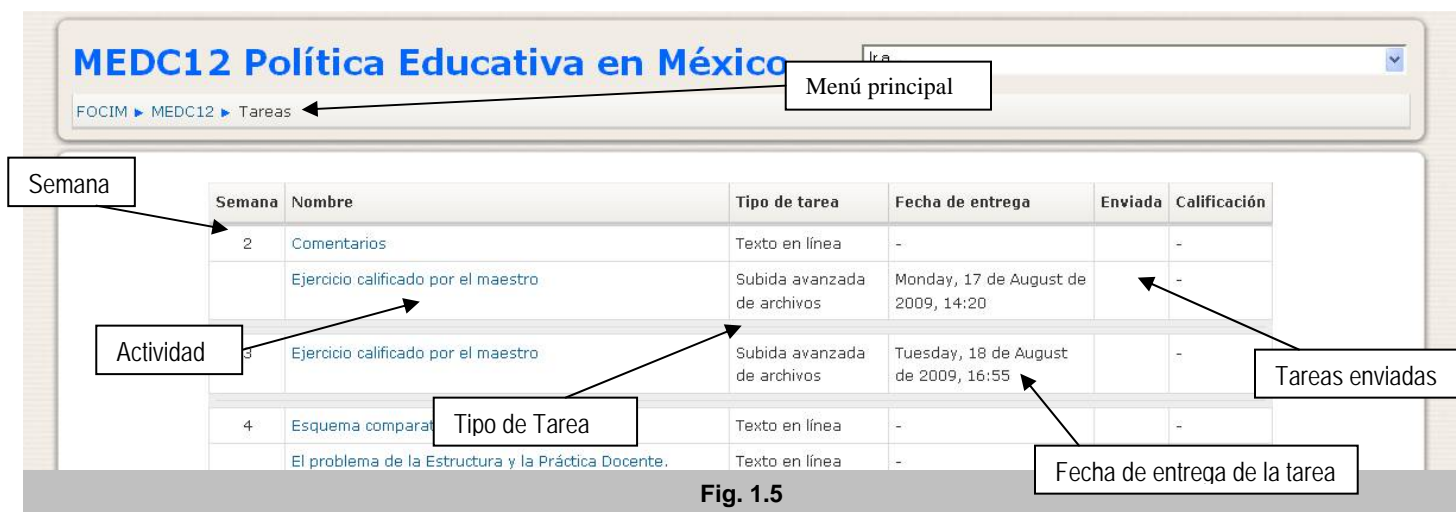 MEDC12 Política Educativa en México
Ir a
Menú principal
FOCIM ► MEDC12 ► Tareas
Semana
Semana Nombre Tipo de tarea Fecha de entrega Enviada Calificación
2 Comentarios Texto en línea - -
Ejercicio calificado por el maestro Subida avanzada Monday, 17 de August de -
de archivos 2009, 14:20
Actividad
3 Ejercicio calificado por el maestro Subida avanzada Tuesday, 18 de August -
de archivos de 2009, 16:55
Tareas enviadas
Tipo de Tarea
4 Esquema Texto en línea - -
El problema de la Estructura y la Práctica Docente. Texto en línea -
Fecha de entrega de la tarea
Fig. 1.5